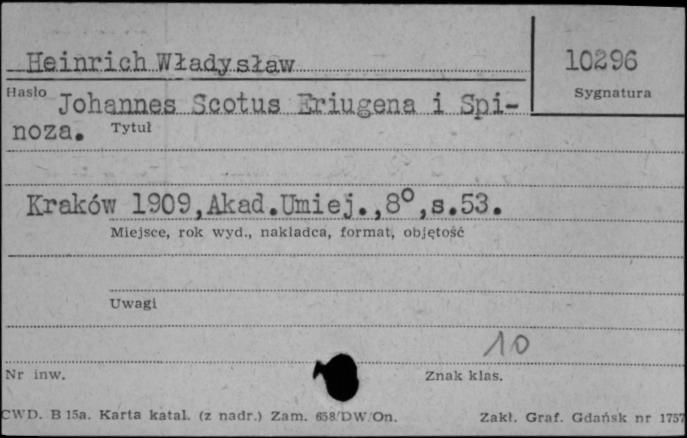 Heinrich Władysław
10296
Hasło
Sygnatura
Johannes Scotus Eriugena i Spi-
noza.
Tytuł
Kraków 1909,Akad.Umiej.,8°,s.53.
Miejsce, rok wyd., nakładca, format, objętość
Uwagi
10
Nr inw.
Znak klas.
CWD. B 15a. Karta katal. (z nadr.) Zam. 658/DW/On.
Zakł. Graf. Gdańsk nr 1757